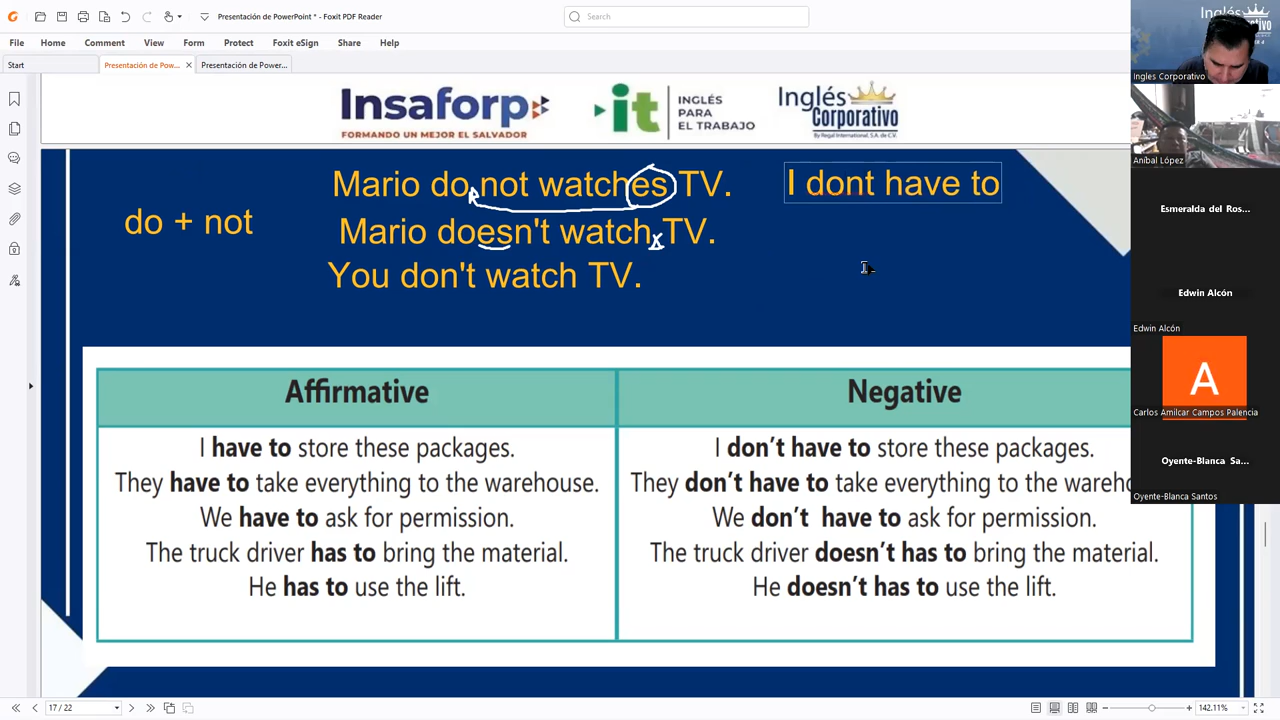 Presentación de PowerPoint * - Foxit PDF Reader
Search
File Home Comment View Form Protect Foxit eSign Share Help
Start
Presentación de Pow...
Presentación de Power...
Insaforp
FORMANDO UN MEJOR EL SALVADOR
it
INGLÉS
PARA
EL TRABAJO
Inglés
Corporativo
By Regal International, S.A. de C.V.
Mario do not watches TV.
I dont have to
do + not
Mario doesn't watch TV.
You don't watch TV.
Affirmative
I have to store these packages.
They have to take everything to the warehouse.
We have to ask for permission.
The truck driver has to bring the material.
He has to use the lift.
Negative
I don't have to store these packages.
They don't have to take everything to the wareho
We don't have to ask for permission.
The truck driver doesn't has to bring the material.
He doesn't has to use the lift.
Ingles Corporativo
Aníbal López
Esmeralda del Ros...
Edwin Alcón
Edwin Alcón
A
Carlos Amilcar Campos Palencia
Oyente-Blanca Sa...
Oyente-Blanca Santos
17 / 22
142.11%